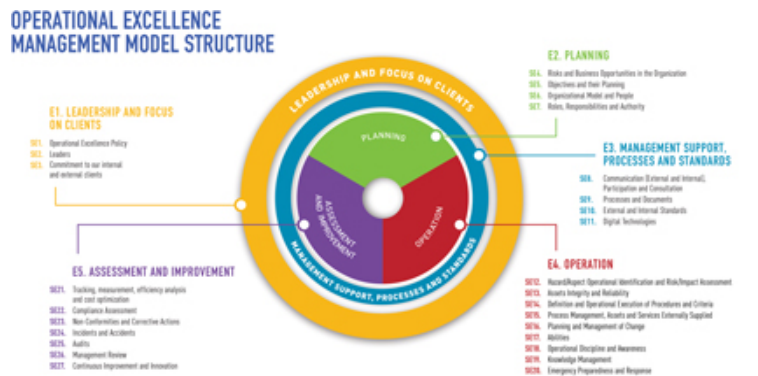 OPERATIONAL EXCELLENCE
MANAGEMENT MODEL STRUCTURE
E1. LEADERSHIP AND FOCUS
ON CLIENTS
SE1. Operational Excellence Policy
SE2. Leaders
SE3. Commitment to our internal
and external clients
LEADERSHIP AND FOCUS ON CLIENTS
PLANNING
ASSESSMENT
AND IMPROVEMENT
OPERATION
MANAGEMENT SUPPORT, PROCESSES AND STANDARDS
E2. PLANNING
SE4. Risks and Business Opportunities in the Organization
SE5. Objectives and their Planning
SE6. Organizational Model and People
SE7. Roles, Responsibilities and Authority
E3. MANAGEMENT SUPPORT,
PROCESSES AND STANDARDS
SE8. Communication (External and Internal),
Participation and Consultation
SE9. Processes and Documents
SE10. External and Internal Standards
SE11. Digital Technologies
E4. OPERATION
SE12. Hazard/Aspect Operational Identification and Risk/Impact Assessment
SE13. Assets Integrity and Reliability
SE14. Definition and Operational Execution of Procedures and Criteria
SE15. Process Management, Assets and Services Externally Supplied
SE16. Planning and Management of Change
SE17. Abilities
SE18. Operational Discipline and Awareness
SE19. Knowledge Management
SE20. Emergency Preparedness and Response
E5. ASSESSMENT AND IMPROVEMENT
SE21. Tracking, measurement, efficiency analysis
and cost optimization
SE22. Compliance Assessment
SE23. Non-Conformities and Corrective Actions
SE24. Incidents and Accidents
SE25. Audits
SE26. Management Review
SE27. Continuous Improvement and Innovation